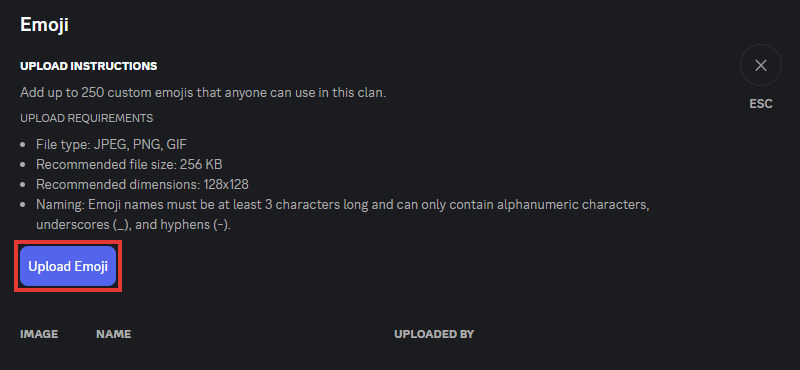 Emoji
UPLOAD INSTRUCTIONS
Add up to 250 custom emojis that anyone can use in this clan.
ESC
UPLOAD REQUIREMENTS
File type: JPEG, PNG, GIF
Recommended file size: 256 KB
Recommended dimensions: 128x128
Naming: Emoji names must be at least 3 characters long and can only contain alphanumeric characters,
underscores (_), and hyphens (-).
Upload Emoji
IMAGE NAME UPLOADED BY